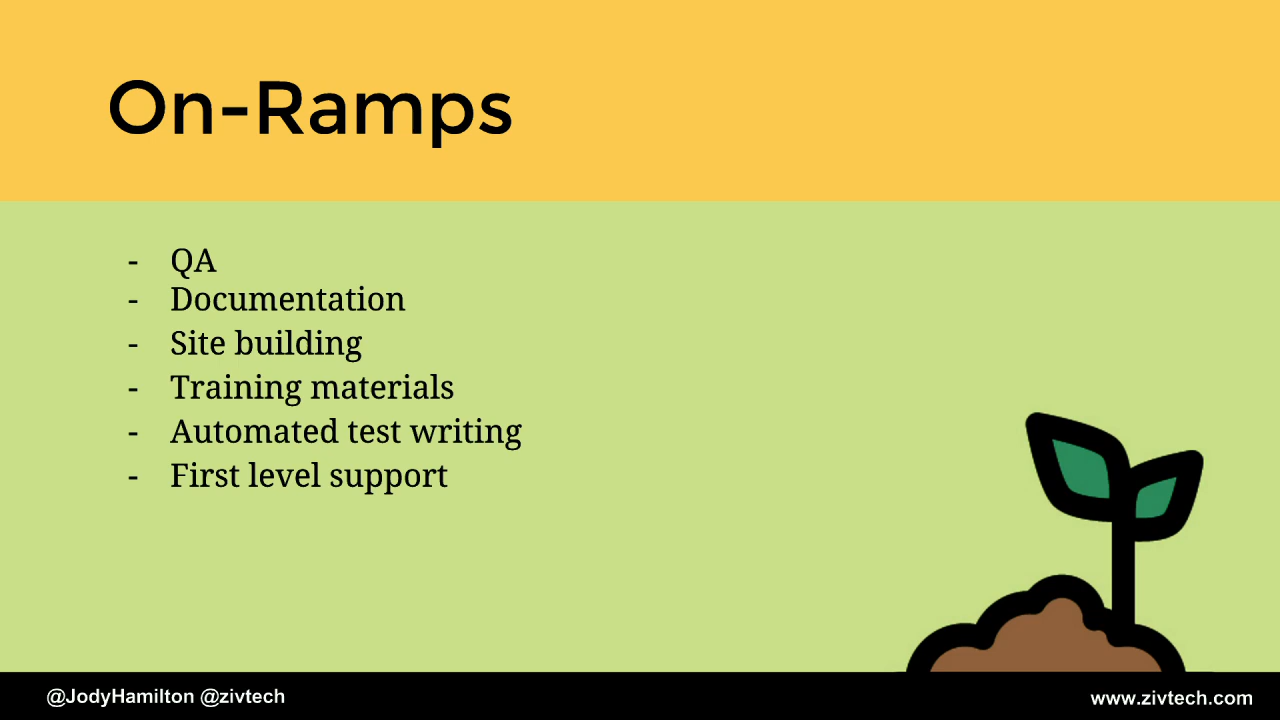 On-Ramps
- QA
- Documentation
- Site building
- Training materials
- Automated test writing
- First level support
@JodyHamilton @zivtech
www.zivtech.com